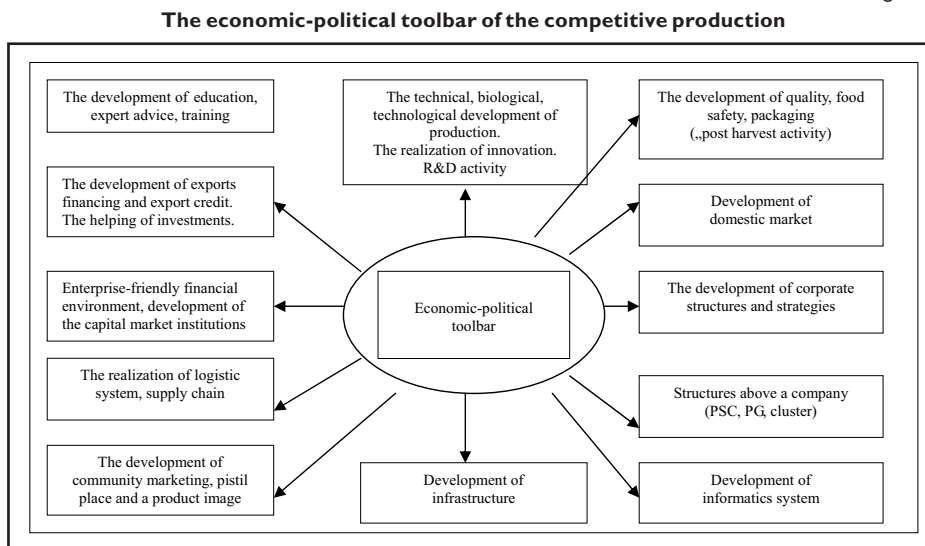 The economic-political toolbar of the competitive production
The development of education,
expert advice, training
The technical, biological,
technological development of
production.
The realization of innovation.
R&D activity
The development of quality, food
safety, packaging
(„post harvest activity)
The development of exports
financing and export credit.
The helping of investments.
Development of
domestic market
Enterprise-friendly financial
environment, development of
the capital market institutions
Economic-political
toolbar
The development of corporate
structures and strategies
The realization of logistic
system, supply chain
Structures above a company
(PSC, PG, cluster)
The development of
community marketing, pistil
place and a product image
Development of
infrastructure
Development of
informatics system